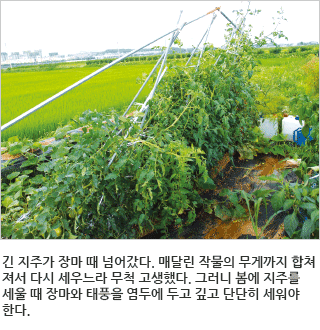 긴 지주가 장마 때 넘어갔다. 매달린 작물의 무게까지 합쳐
져서 다시 세우느라 무척 고생했다. 그러니 봄에 지주를
세울 때 장마와 태풍을 염두에 두고 깊고 단단히 세워야
한다.